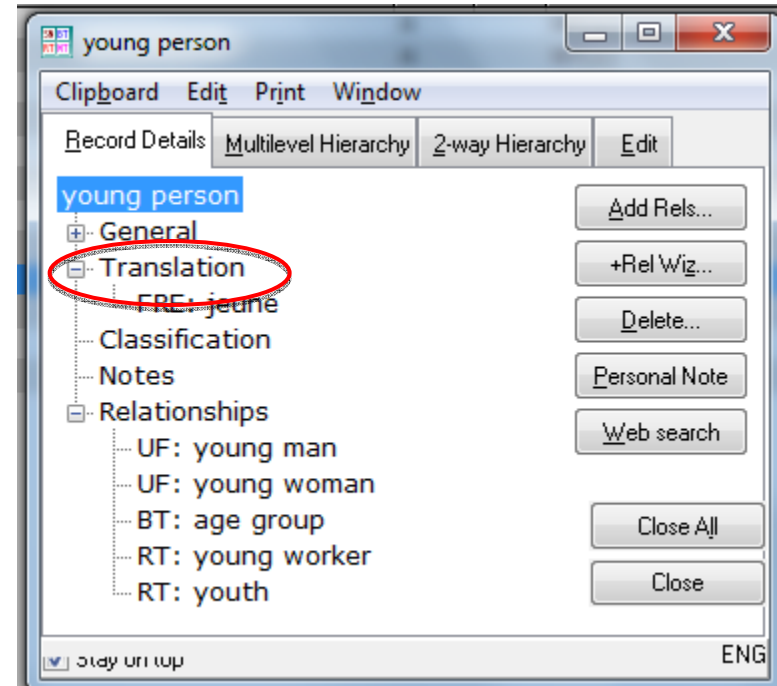 young person
Clipboard Edit Print Window
Record Details Multilevel Hierarchy 2-way Hierarchy Edit
young person
General
Translation
FRE: jeune
Classification
Notes
Relationships
UF: young man
UF: young woman
BT: age group
RT: young worker
RT: youth
Add Rels...
+Rel Wiz...
Delete...
Personal Note
Web search
Close All
Close
Stay on top
ENG